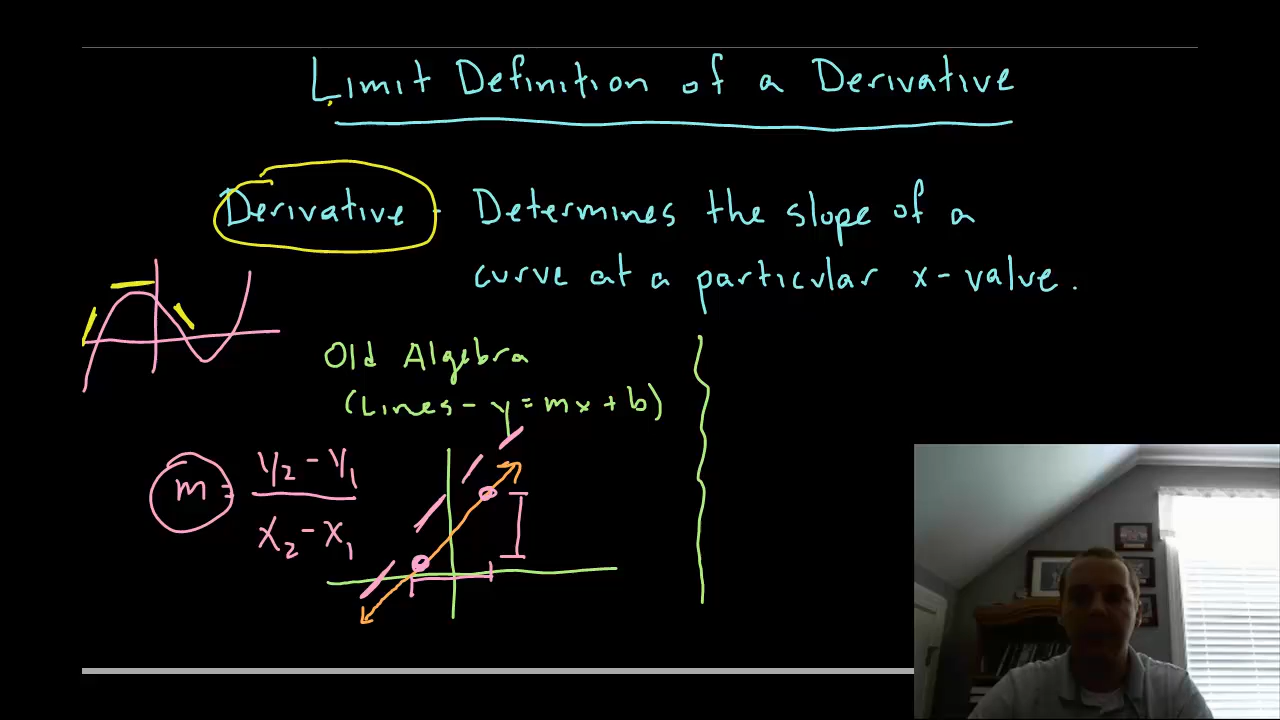 Limit Definition of a Derivative
Derivative - Determines the slope of a
curve at a particular x-value.
Old Algebra
(Lines - y = mx + b)
m = y2 - y1
x2 - x1